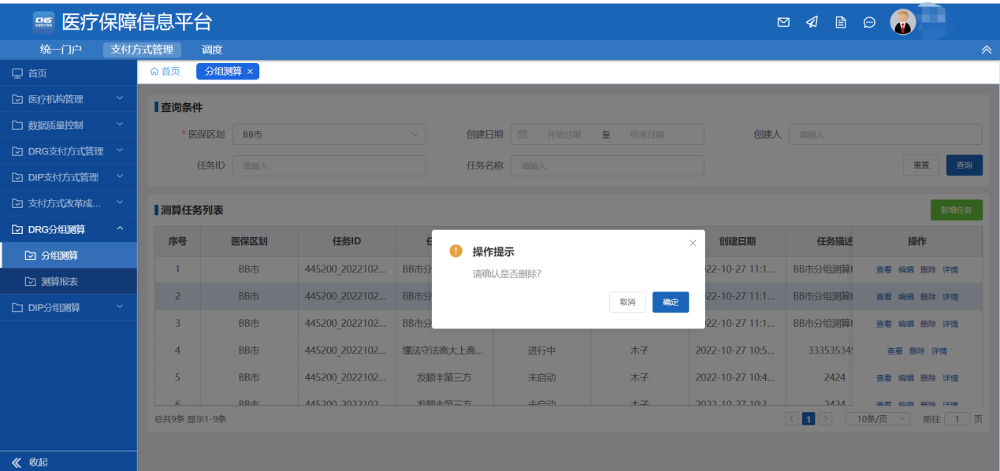 CHS 医疗保障信息平台
统一门户 支付方式管理 调度
首页
医疗机构管理
数据质量控制
DRG支付方式管理
DIP支付方式管理
支付方式改革成...
DRG分组测算
分组测算
测算报表
DIP分组测算
收起
首页 分组测算 ×
查询条件
* 医保区划 BB市 创建日期 开始日期 至 结束日期 创建人 请输入
任务ID 请输入 任务名称 请输入 重置 查询
测算任务列表 新增任务
序号 医保区划 任务ID 创建日期 任务描述 操作
1 BB市 445200_2022102... BB市分 22-10-27 11:1... BB市分组测算 查看 编辑 删除 详情
2 BB市 445200_2022102... BB市分 22-10-27 11:1... BB市分组测算 查看 编辑 删除 详情
3 BB市 445200_2022102... BB市分 22-10-27 11:1... BB市分组测算 查看 编辑 删除 详情
4 BB市 445200_2022102... 懂法守法高大上高... 进行中 木子 2022-10-27 10:5... 33353534 查看 删除 详情
5 BB市 445200_2022102... 发顺丰第三方 未启动 木子 2022-10-27 10:4... 2424 查看 编辑 删除 详情
6 BB市 445200_2022102... 发顺丰第三方 未启动 木子 2022-10-27 10:3... 2424 查看 编辑 删除 详情
总共9条 显示1-9条 1 10条/页 前往 1 页
操作提示
请确认是否删除?
取消 确定